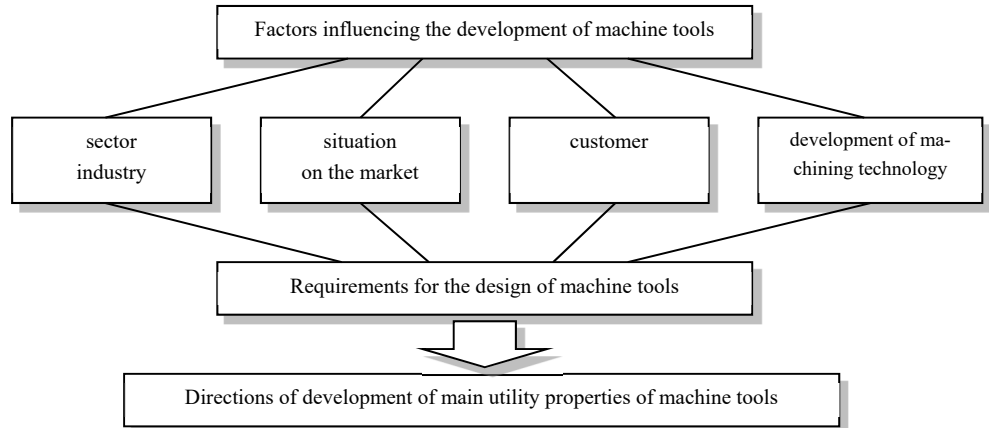 Factors influencing the development of machine tools
sector
industry
situation
on the market
customer
development of ma-
chining technology
Requirements for the design of machine tools
Directions of development of main utility properties of machine tools